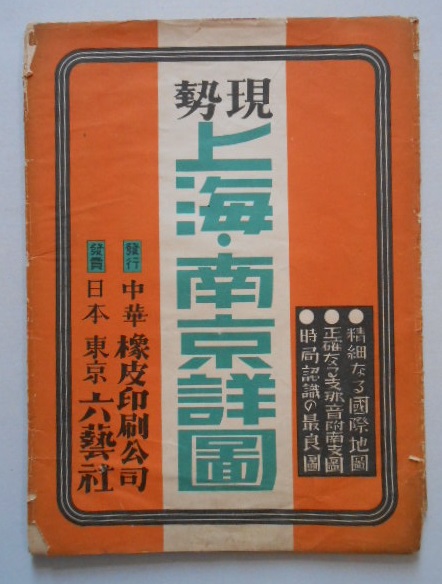 現勢
上海・南京詳圖
●精細なる國際地圖
●正確なる支那音附南支圖
●時局認識の最良圖
發行 中華橡皮印刷公司
發賣 日本東京六藝社